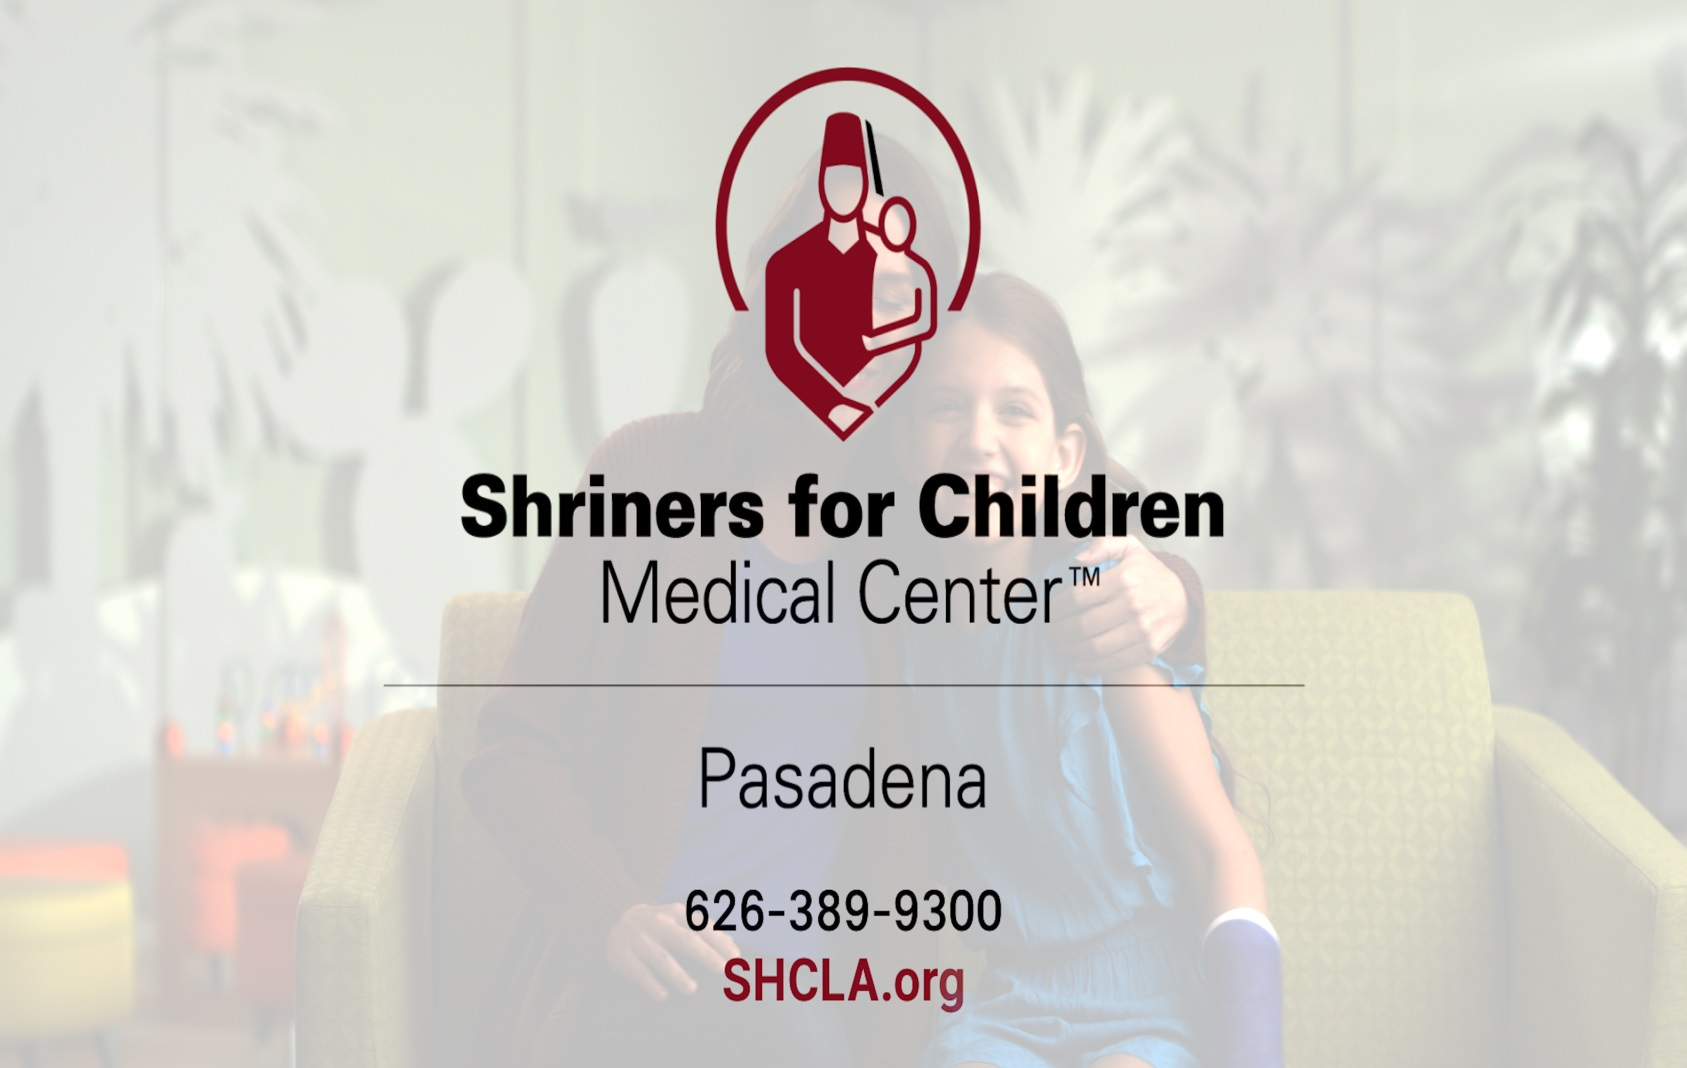 Shriners for Children
Medical Center™
Pasadena
626-389-9300
SHCLA.org